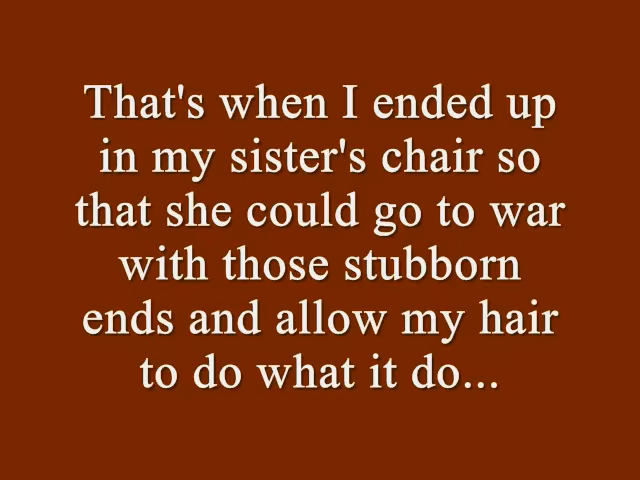 That's when I ended up
in my sister's chair so
that she could go to war
with those stubborn
ends and allow my hair
to do what it do...